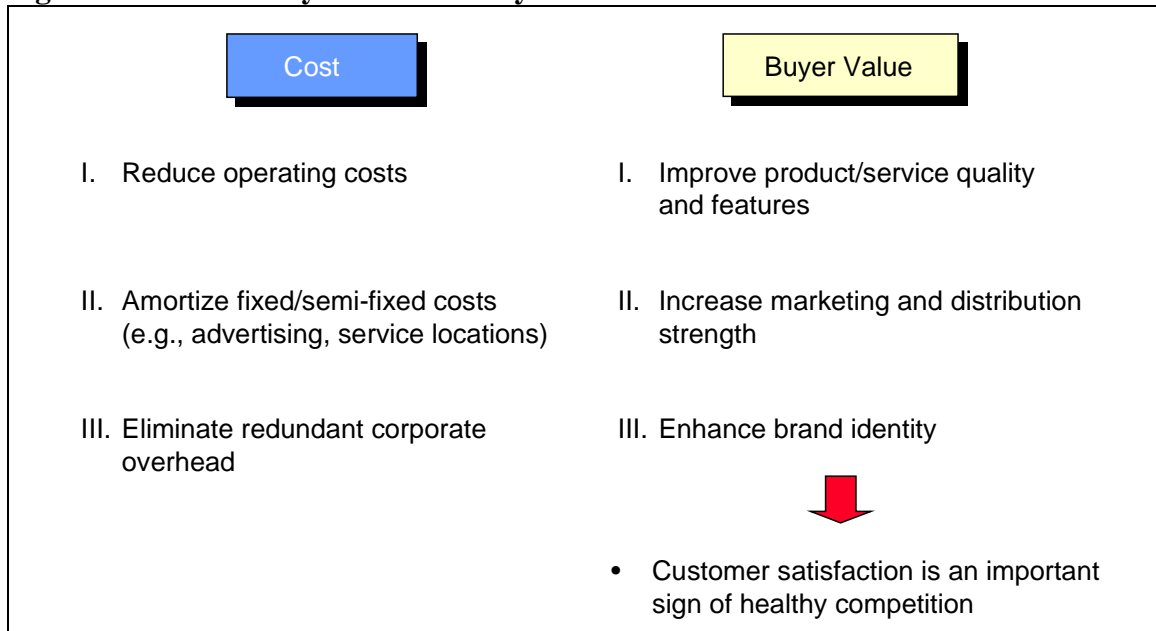 Cost
Buyer Value
I. Reduce operating costs
I. Improve product/service quality
and features
II. Amortize fixed/semi-fixed costs
(e.g., advertising, service locations)
II. Increase marketing and distribution
strength
III. Eliminate redundant corporate
overhead
III. Enhance brand identity
• Customer satisfaction is an important
sign of healthy competition